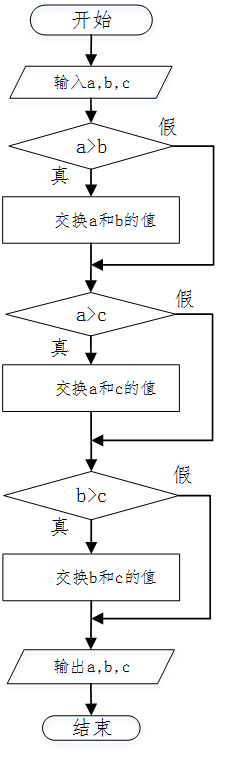 开始
输入a,b,c
假
a>b
真
交换a和b的值
假
a>c
真
交换a和c的值
假
b>c
真
交换b和c的值
输出a,b,c
结束